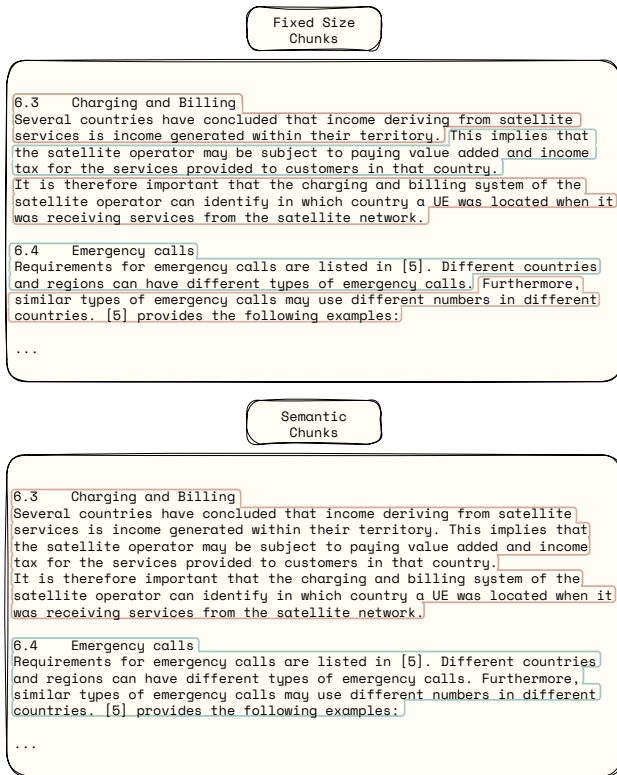 Fixed Size
Chunks
6.3 Charging and Billing
Several countries have concluded that income deriving from satellite
services is income generated within their territory. This implies that
the satellite operator may be subject to paying value added and income
tax for the services provided to customers in that country.
It is therefore important that the charging and billing system of the
satellite operator can identify in which country a UE was located when it
was receiving services from the satellite network.
6.4 Emergency calls
Requirements for emergency calls are listed in [5]. Different countries
and regions can have different types of emergency calls. Furthermore,
similar types of emergency calls may use different numbers in different
countries. [5] provides the following examples:
...
Semantic
Chunks
6.3 Charging and Billing
Several countries have concluded that income deriving from satellite
services is income generated within their territory. This implies that
the satellite operator may be subject to paying value added and income
tax for the services provided to customers in that country.
It is therefore important that the charging and billing system of the
satellite operator can identify in which country a UE was located when it
was receiving services from the satellite network.
6.4 Emergency calls
Requirements for emergency calls are listed in [5]. Different countries
and regions can have different types of emergency calls. Furthermore,
similar types of emergency calls may use different numbers in different
countries. [5] provides the following examples:
...